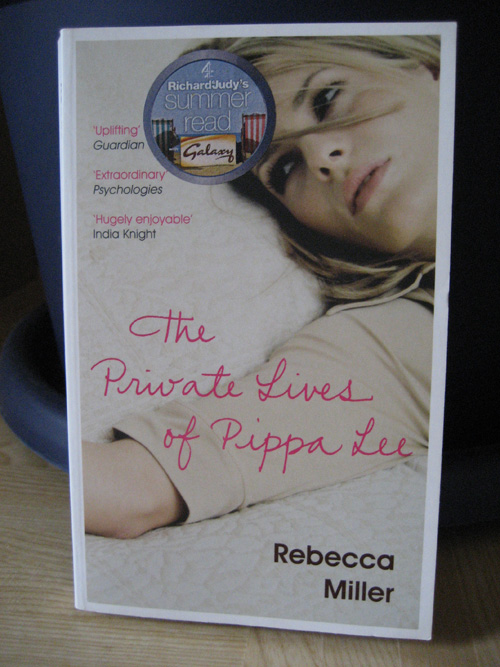 4
Richard&Judy's
summer
read
Galaxy
'Uplifting'
Guardian
'Extraordinary'
Psychologies
'Hugely enjoyable'
India Knight
The
Private Lives
of Pippa Lee
Rebecca
Miller